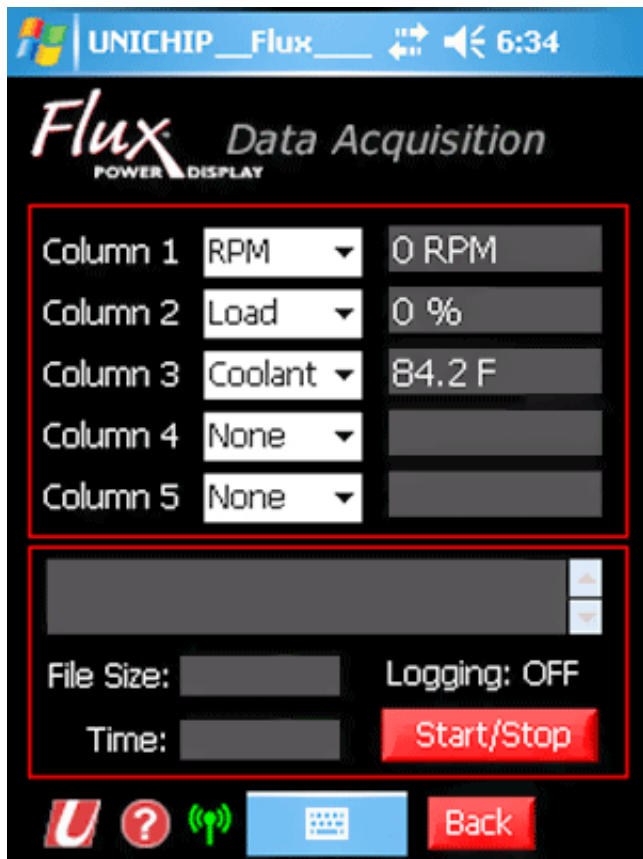 UNICHIP__Flux___ 6:34
Flux Data Acquisition
POWER DISPLAY
Column 1 RPM 0 RPM
Column 2 Load 0 %
Column 3 Coolant 84.2 F
Column 4 None
Column 5 None
File Size: Logging: OFF
Time: Start/Stop
U ? Back